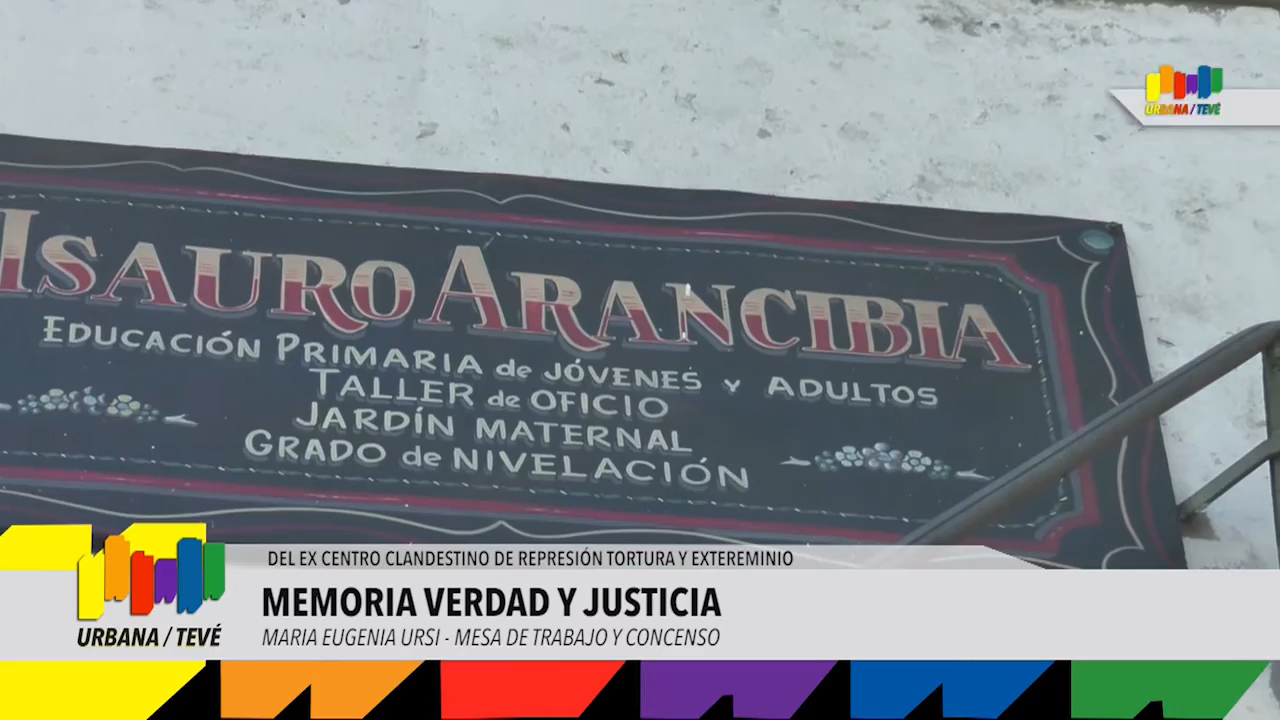 URBANA / TEVÉ
ISAURO ARANCIBIA
EDUCACIÓN PRIMARIA de JÓVENES y ADULTOS
TALLER de OFICIO
JARDÍN MATERNAL
GRADO de NIVELACIÓN
DEL EX CENTRO CLANDESTINO DE REPRESIÓN TORTURA Y EXTEREMINIO
MEMORIA VERDAD Y JUSTICIA
MARIA EUGENIA URSI - MESA DE TRABAJO Y CONCENSO
URBANA / TEVÉ